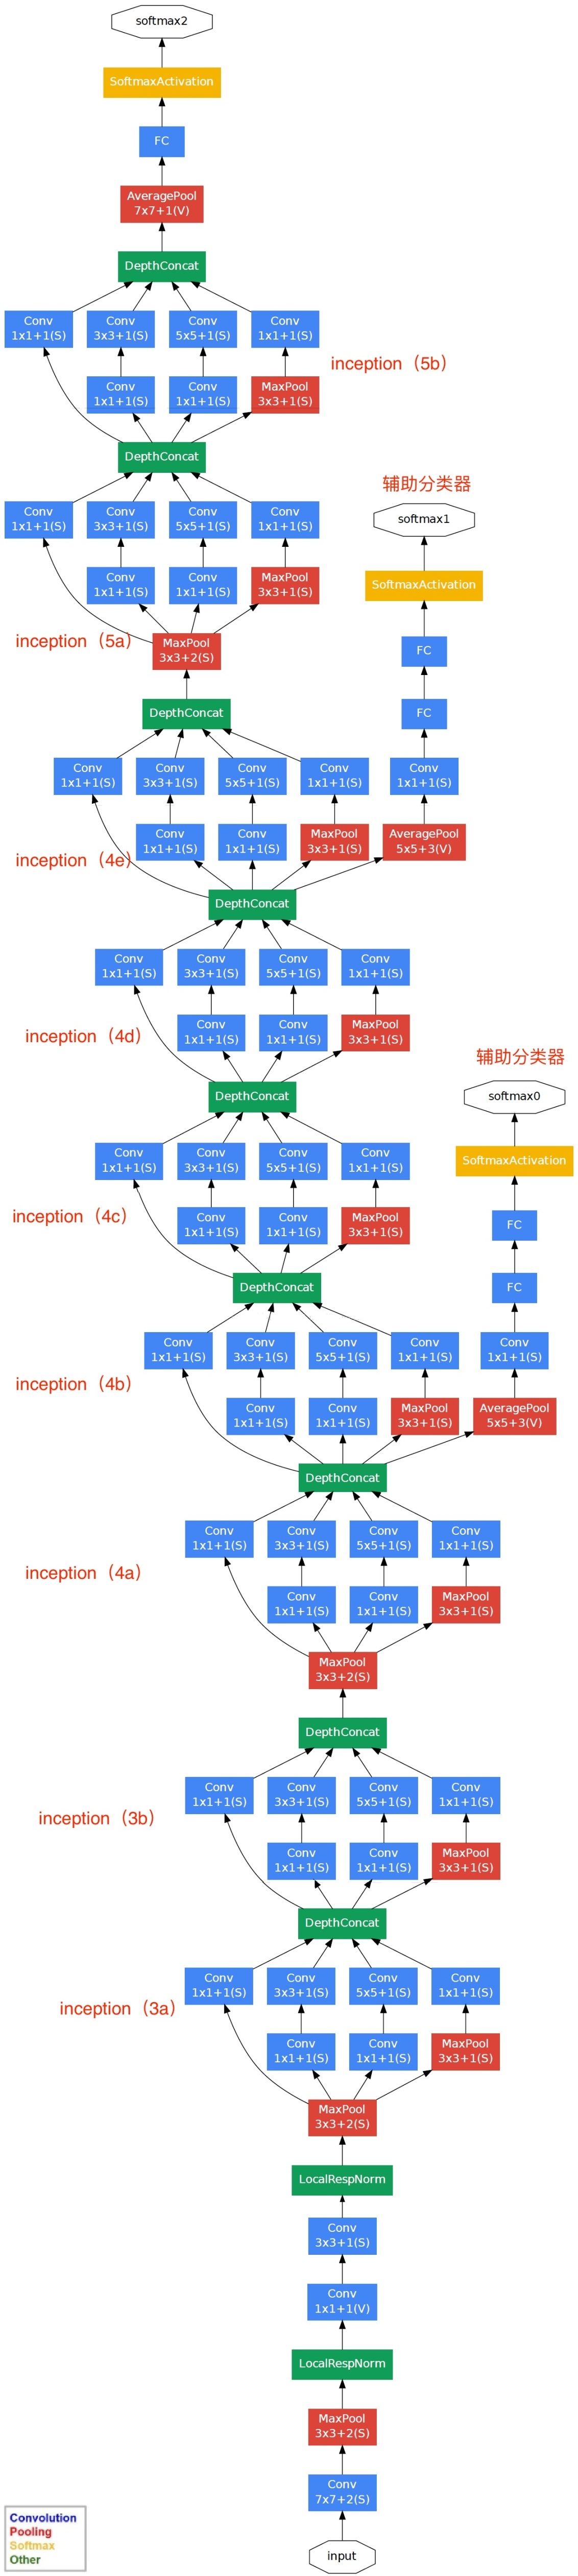 softmax2
SoftmaxActivation
FC
AveragePool
7x7+1(V)
DepthConcat
Conv
1x1+1(S)
Conv
3x3+1(S)
Conv
5x5+1(S)
Conv
1x1+1(S)
inception（5b）
Conv
1x1+1(S)
Conv
1x1+1(S)
MaxPool
3x3+1(S)
DepthConcat
辅助分类器
softmax1
Conv
1x1+1(S)
Conv
3x3+1(S)
Conv
5x5+1(S)
Conv
1x1+1(S)
Conv
1x1+1(S)
Conv
1x1+1(S)
MaxPool
3x3+1(S)
SoftmaxActivation
inception（5a）
MaxPool
3x3+2(S)
FC
DepthConcat
FC
Conv
1x1+1(S)
Conv
3x3+1(S)
Conv
5x5+1(S)
Conv
1x1+1(S)
Conv
1x1+1(S)
inception（4e）
Conv
1x1+1(S)
Conv
1x1+1(S)
MaxPool
3x3+1(S)
AveragePool
5x5+3(V)
DepthConcat
Conv
1x1+1(S)
Conv
3x3+1(S)
Conv
5x5+1(S)
Conv
1x1+1(S)
inception（4d）
Conv
1x1+1(S)
Conv
1x1+1(S)
MaxPool
3x3+1(S)
辅助分类器
DepthConcat
softmax0
Conv
1x1+1(S)
Conv
3x3+1(S)
Conv
5x5+1(S)
Conv
1x1+1(S)
SoftmaxActivation
inception（4c）
Conv
1x1+1(S)
Conv
1x1+1(S)
MaxPool
3x3+1(S)
FC
DepthConcat
FC
Conv
1x1+1(S)
Conv
3x3+1(S)
Conv
5x5+1(S)
Conv
1x1+1(S)
Conv
1x1+1(S)
inception（4b）
Conv
1x1+1(S)
Conv
1x1+1(S)
MaxPool
3x3+1(S)
AveragePool
5x5+3(V)
DepthConcat
Conv
1x1+1(S)
Conv
3x3+1(S)
Conv
5x5+1(S)
Conv
1x1+1(S)
inception（4a）
Conv
1x1+1(S)
Conv
1x1+1(S)
MaxPool
3x3+1(S)
MaxPool
3x3+2(S)
DepthConcat
Conv
1x1+1(S)
Conv
3x3+1(S)
Conv
5x5+1(S)
Conv
1x1+1(S)
inception（3b）
Conv
1x1+1(S)
Conv
1x1+1(S)
MaxPool
3x3+1(S)
DepthConcat
Conv
1x1+1(S)
Conv
3x3+1(S)
Conv
5x5+1(S)
Conv
1x1+1(S)
inception（3a）
Conv
1x1+1(S)
Conv
1x1+1(S)
MaxPool
3x3+1(S)
MaxPool
3x3+2(S)
LocalRespNorm
Conv
3x3+1(S)
Conv
1x1+1(V)
LocalRespNorm
MaxPool
3x3+2(S)
Conv
7x7+2(S)
input
Convolution
Pooling
Softmax
Other